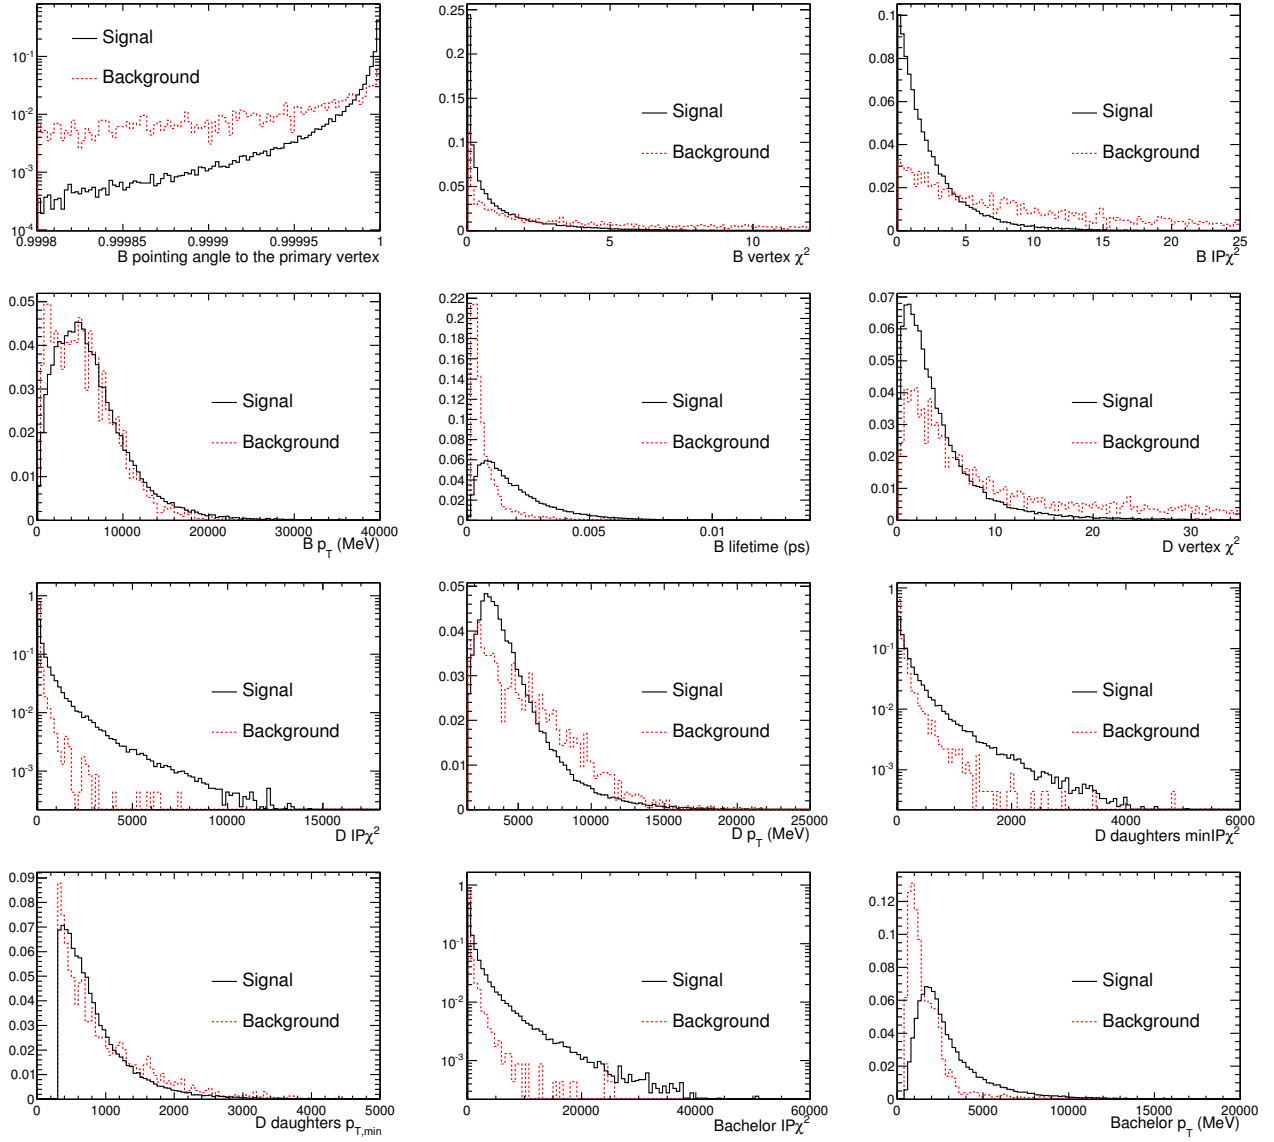 10⁻¹
10⁻²
10⁻³
10⁻⁴
Signal
Background
0.9998 0.99985 0.9999 0.99995 1
B pointing angle to the primary vertex
0.25
0.2
0.15
0.1
0.05
0
Signal
Background
0 5 10
B vertex χ²
0.1
0.08
0.06
0.04
0.02
0
Signal
Background
0 5 10 15 20 25
B IPχ²
0.05
0.04
0.03
0.02
0.01
0
Signal
Background
0 10000 20000 30000 40000
B p_T (MeV)
0.22
0.2
0.18
0.16
0.14
0.12
0.1
0.08
0.06
0.04
0.02
0
Signal
Background
0 0.005 0.01
B lifetime (ps)
0.07
0.06
0.05
0.04
0.03
0.02
0.01
0
Signal
Background
0 10 20 30
D vertex χ²
1
10⁻¹
10⁻²
10⁻³
Signal
Background
0 5000 10000 15000
D IPχ²
0.05
0.04
0.03
0.02
0.01
0
Signal
Background
5000 10000 15000 20000 25000
D p_T (MeV)
1
10⁻¹
10⁻²
10⁻³
Signal
Background
0 2000 4000 6000
D daughters minIPχ²
0.09
0.08
0.07
0.06
0.05
0.04
0.03
0.02
0.01
0
Signal
Background
0 1000 2000 3000 4000 5000
D daughters p_T,min
1
10⁻¹
10⁻²
10⁻³
Signal
Background
0 20000 40000 60000
Bachelor IPχ²
0.12
0.1
0.08
0.06
0.04
0.02
0
Signal
Background
0 5000 10000 15000 20000
Bachelor p_T (MeV)